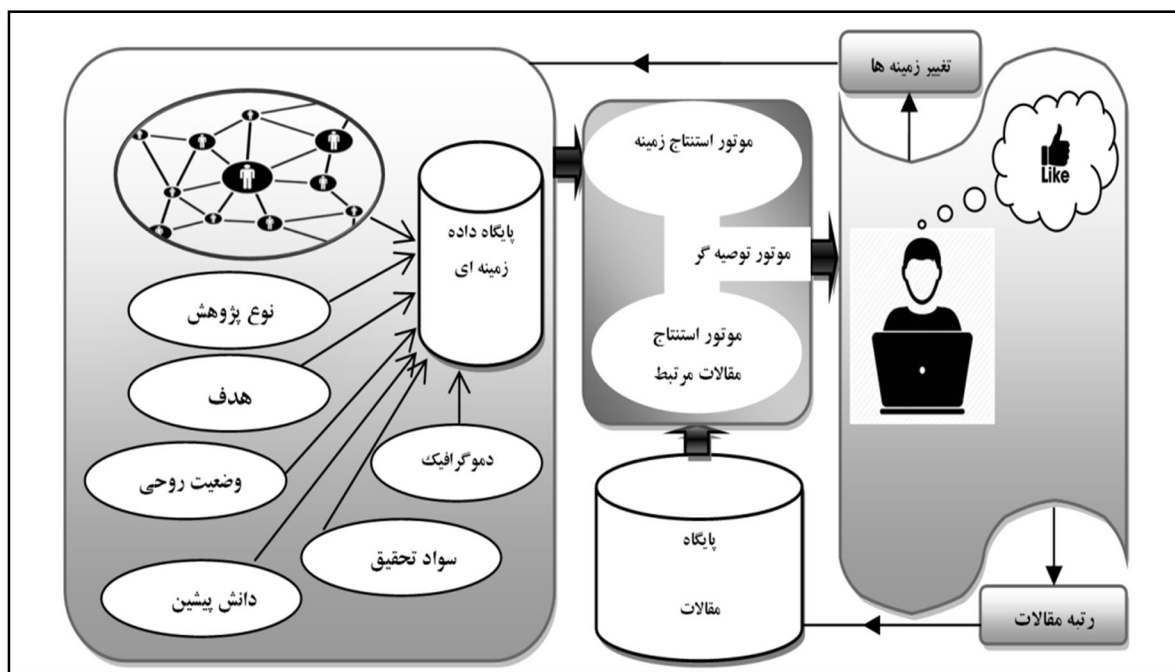 تغییر زمینه ها
Like
موتور استنتاج زمینه
پایگاه داده
زمینه ای
موتور توصیه گر
نوع پژوهش
موتور استنتاج
مقالات مرتبط
هدف
دموگرافیک
وضعیت روحی
سواد تحقیق
پایگاه
مقالات
دانش پیشین
رتبه مقالات